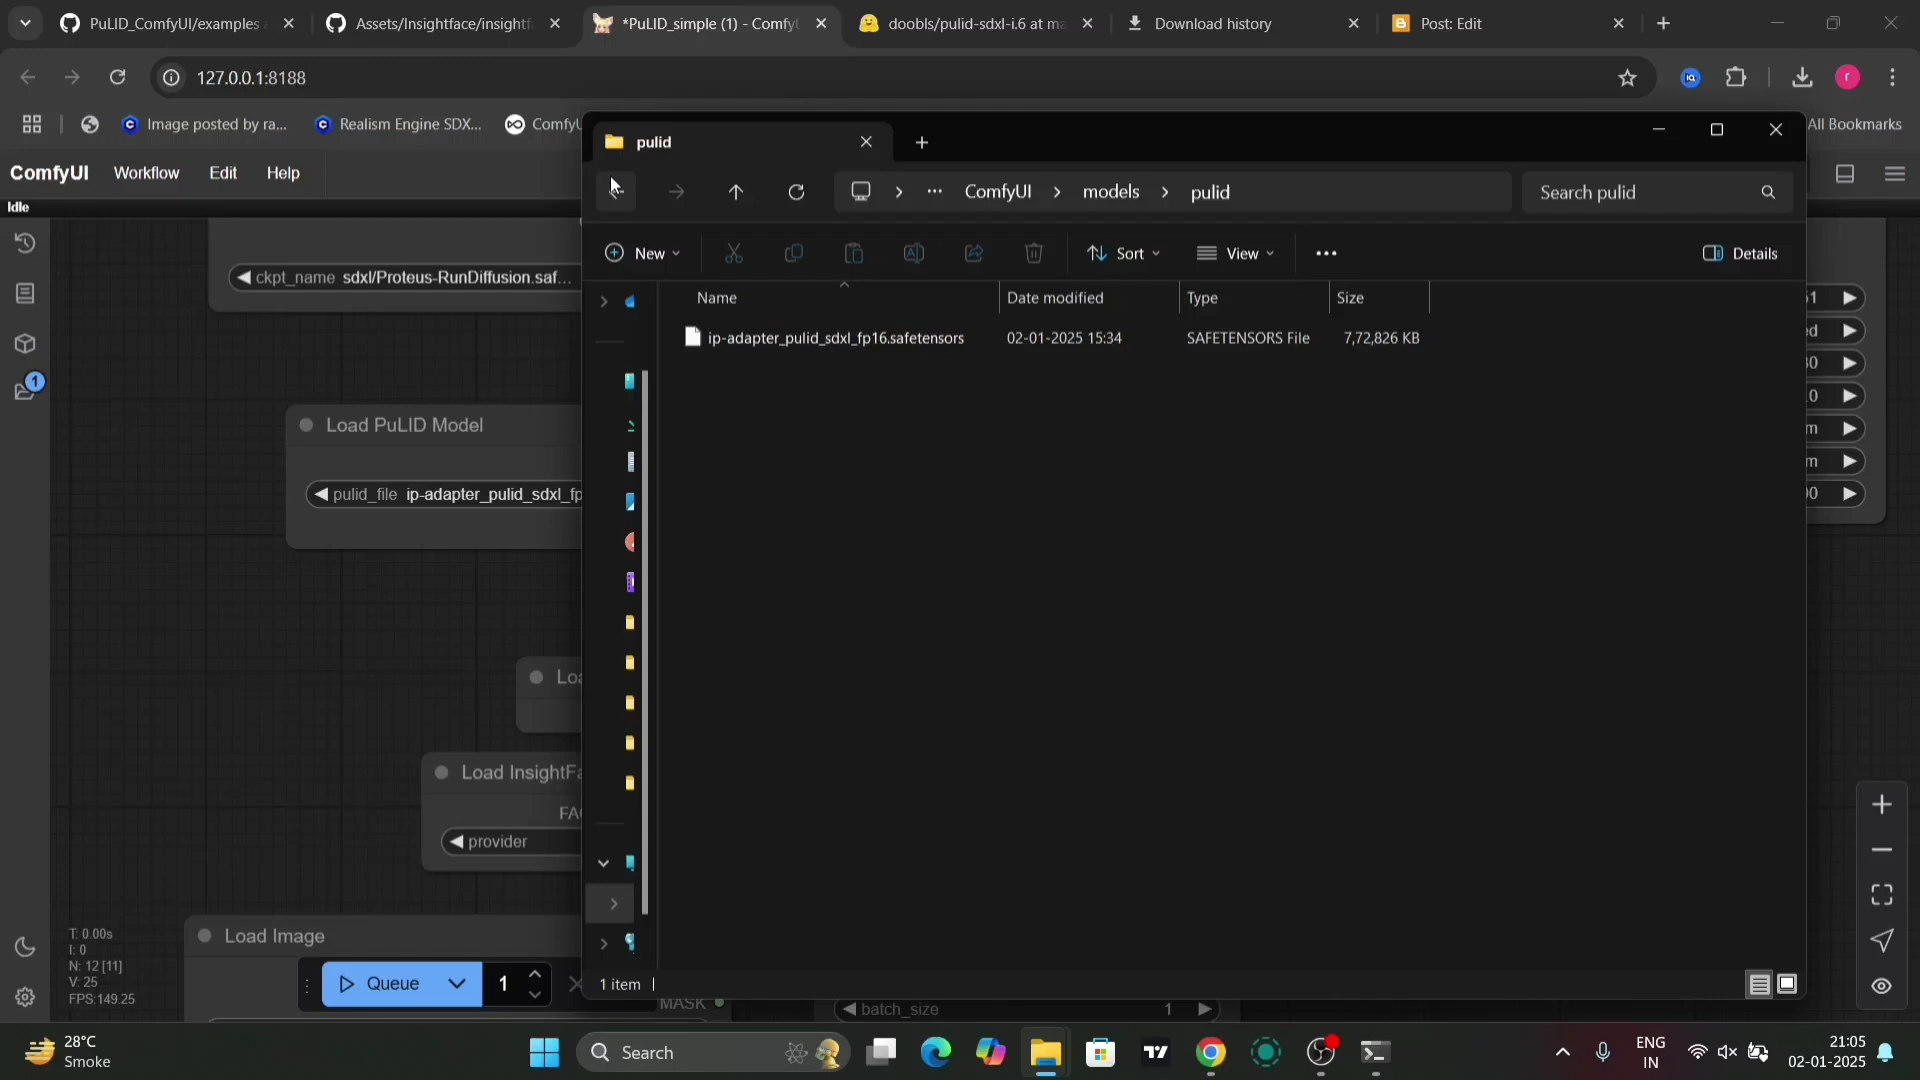 PuLID_ComfyUI/examples
Assets/Insightface/insightf
*PuLID_simple (1) - ComfyU
doobls/pulid-sdxl-i.6 at ma
Download history
Post: Edit
127.0.0.1:8188
r
Image posted by ra...
Realism Engine SDX...
ComfyU
All Bookmarks
pulid
ComfyUI
Workflow
Edit
Help
ComfyUI
models
pulid
Search pulid
Idle
New
Sort
View
Details
ckpt_name sdxl/Proteus-RunDiffusion.saf...
Name
Date modified
Type
Size
ip-adapter_pulid_sdxl_fp16.safetensors
02-01-2025 15:34
SAFETENSORS File
7,72,826 KB
1
Load PuLID Model
pulid_file ip-adapter_pulid_sdxl_fp
Load InsightFa
provider
Load Image
T: 0.00s
I: 0
N: 12 [11]
V: 25
FPS:149.25
Queue
1
1 item
MASK
batch_size
1
28°C
Smoke
Search
ENG
IN
21:05
02-01-2025